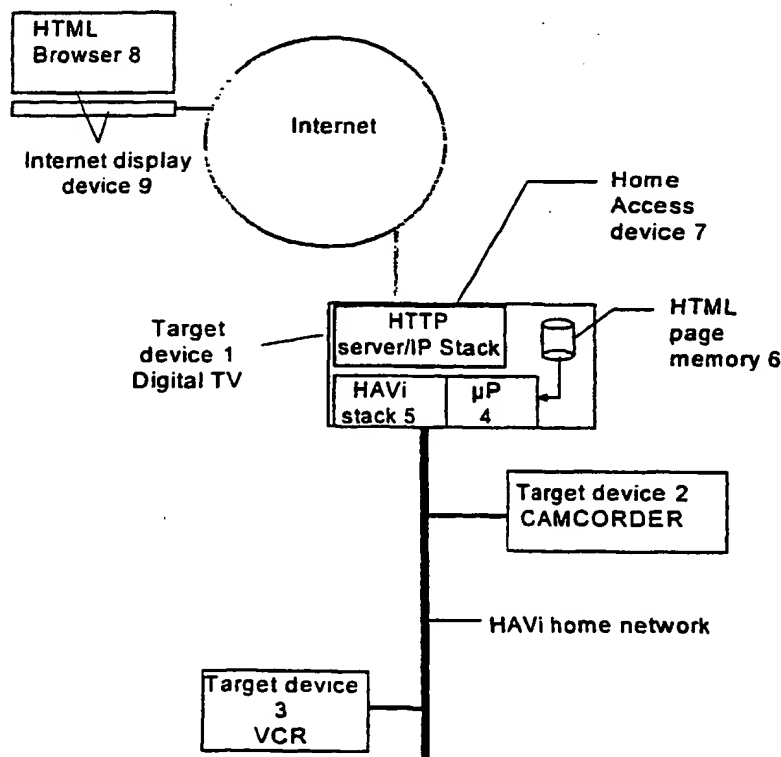 HTML
Browser 8
Internet
Internet display
device 9
Home
Access
device 7
HTTP
server/IP Stack
HTML
page
memory 6
Target
device 1
Digital TV
HAVi
stack 5
µP
4
Target device 2
CAMCORDER
HAVi home network
Target device
3
VCR